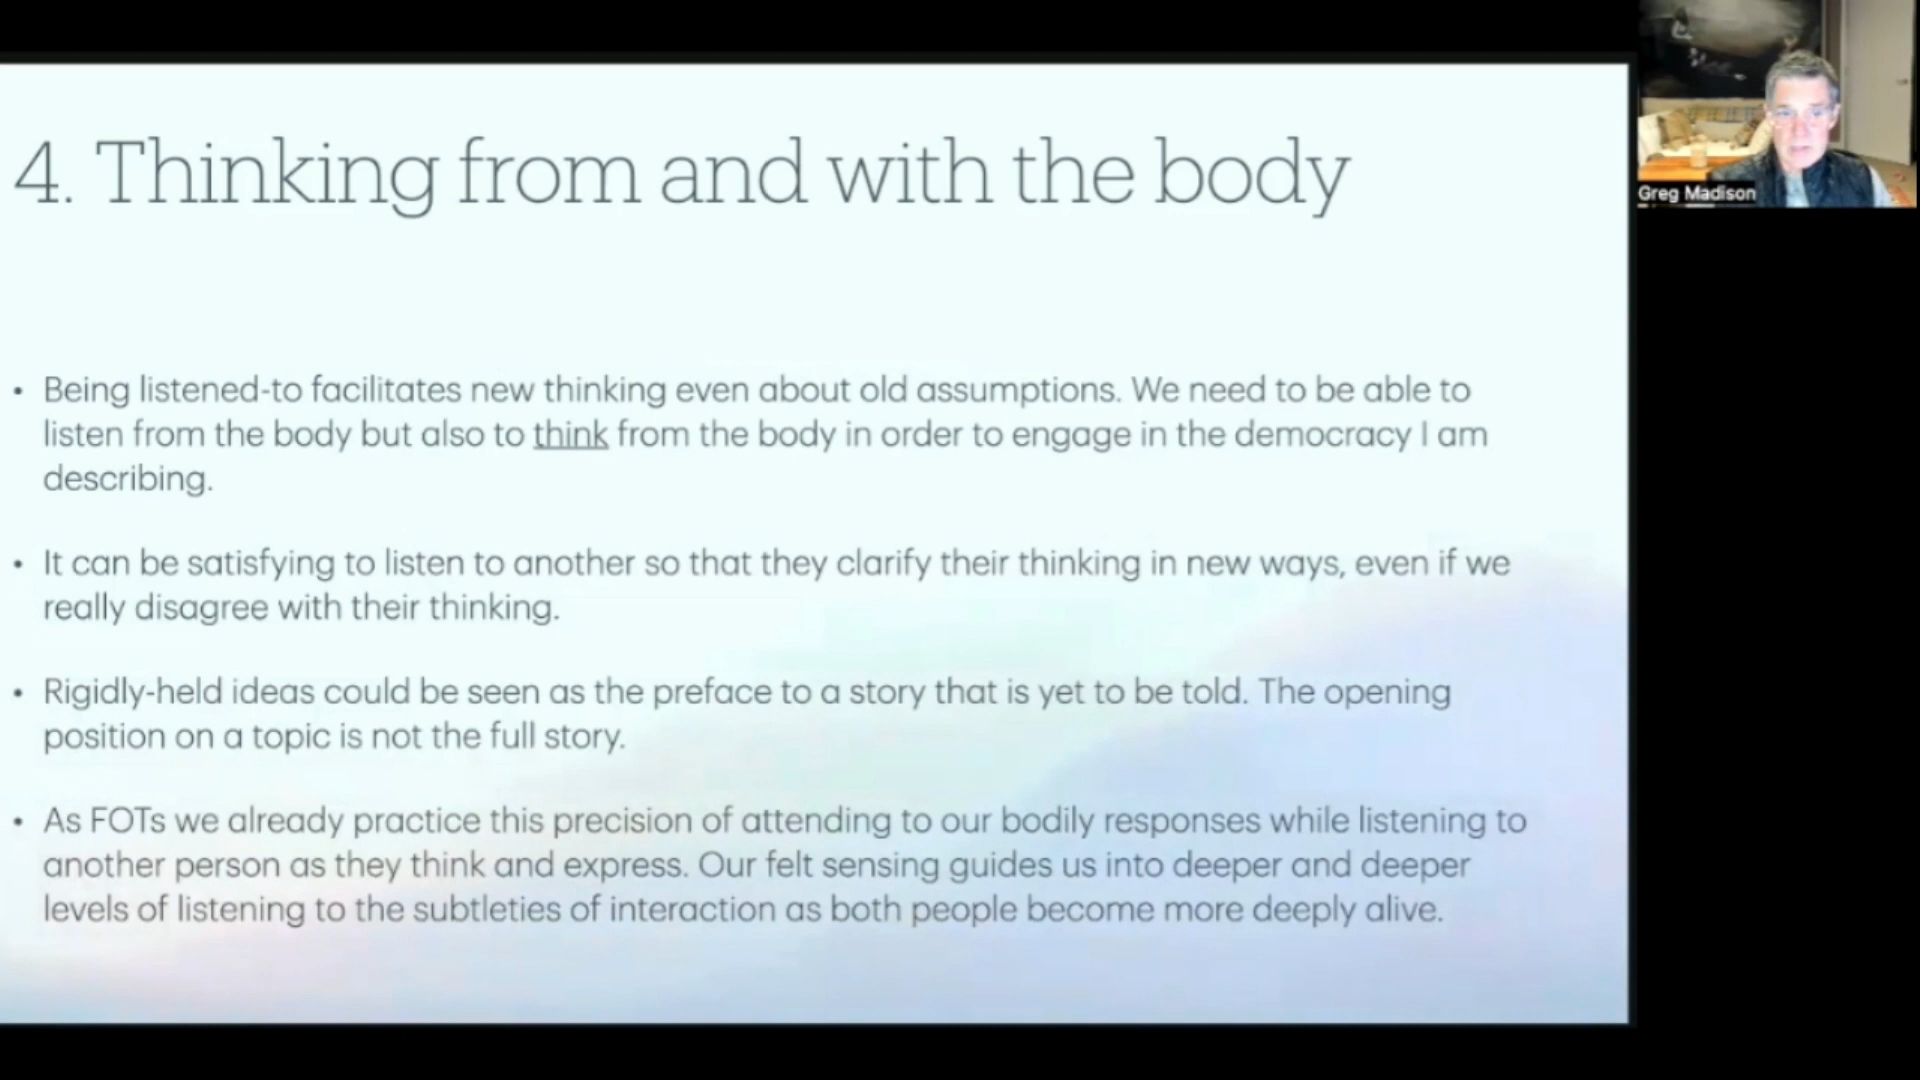 4. Thinking from and with the body
• Being listened-to facilitates new thinking even about old assumptions. We need to be able to
listen from the body but also to think from the body in order to engage in the democracy I am
describing.
• It can be satisfying to listen to another so that they clarify their thinking in new ways, even if we
really disagree with their thinking.
• Rigidly-held ideas could be seen as the preface to a story that is yet to be told. The opening
position on a topic is not the full story.
• As FOTs we already practice this precision of attending to our bodily responses while listening to
another person as they think and express. Our felt sensing guides us into deeper and deeper
levels of listening to the subtleties of interaction as both people become more deeply alive.
Greg Madison